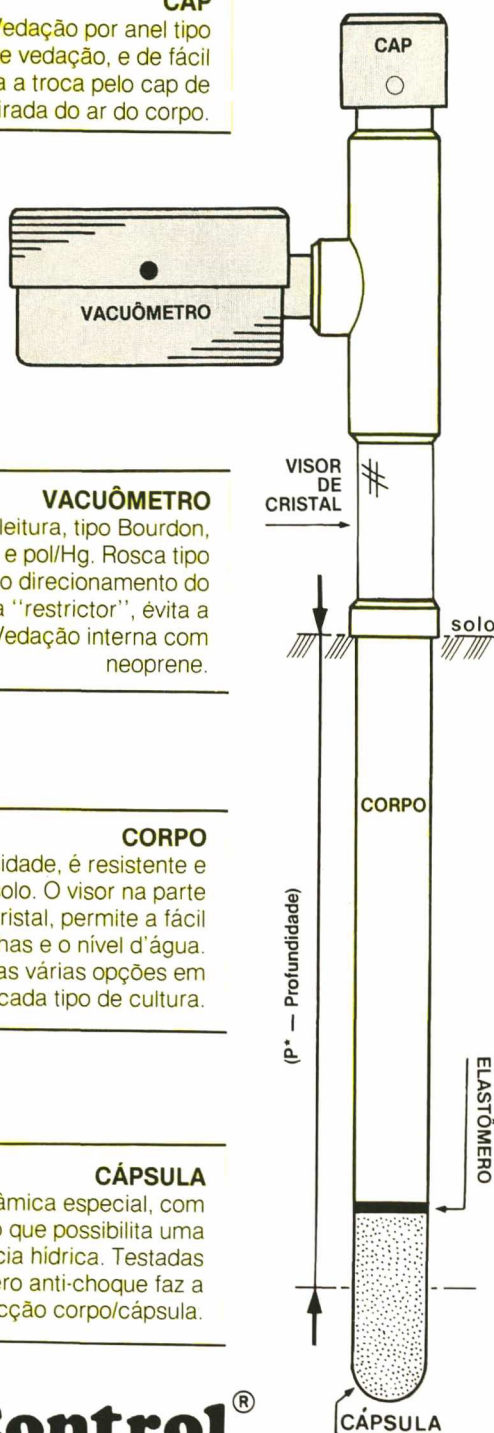 CAP
Vedação por anel tipo
e vedação, e de fácil
a a troca pelo cap de
irada do ar do corpo.
CAP
VACUÔMETRO
VISOR
DE
CRISTAL
VACUÔMETRO
leitura, tipo Bourdon,
e pol/Hg. Rosca tipo
o direcionamento do
a "restrictor", évita a
Vedação interna com
neoprene.
solo
CORPO
CORPO
idade, é resistente e
solo. O visor na parte
ristal, permite a fácil
has e o nível d'água.
as várias opções em
cada tipo de cultura.
(P* — Profundidade)
ELASTÔMERO
CÁPSULA
âmica especial, com
o que possibilita uma
cia hídrica. Testadas
ero anti-choque faz a
cção corpo/cápsula.
Control®
CÁPSULA